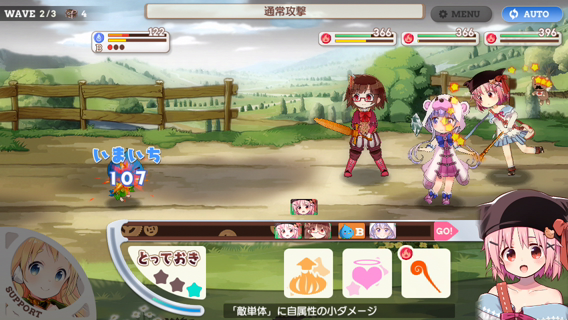 WAVE 2/3 4
通常攻撃
MENU
AUTO
122
B
366
366
396
いまいち
107
B
GO!
とっておき
SUPPORT
「敵単体」に自属性の小ダメージ